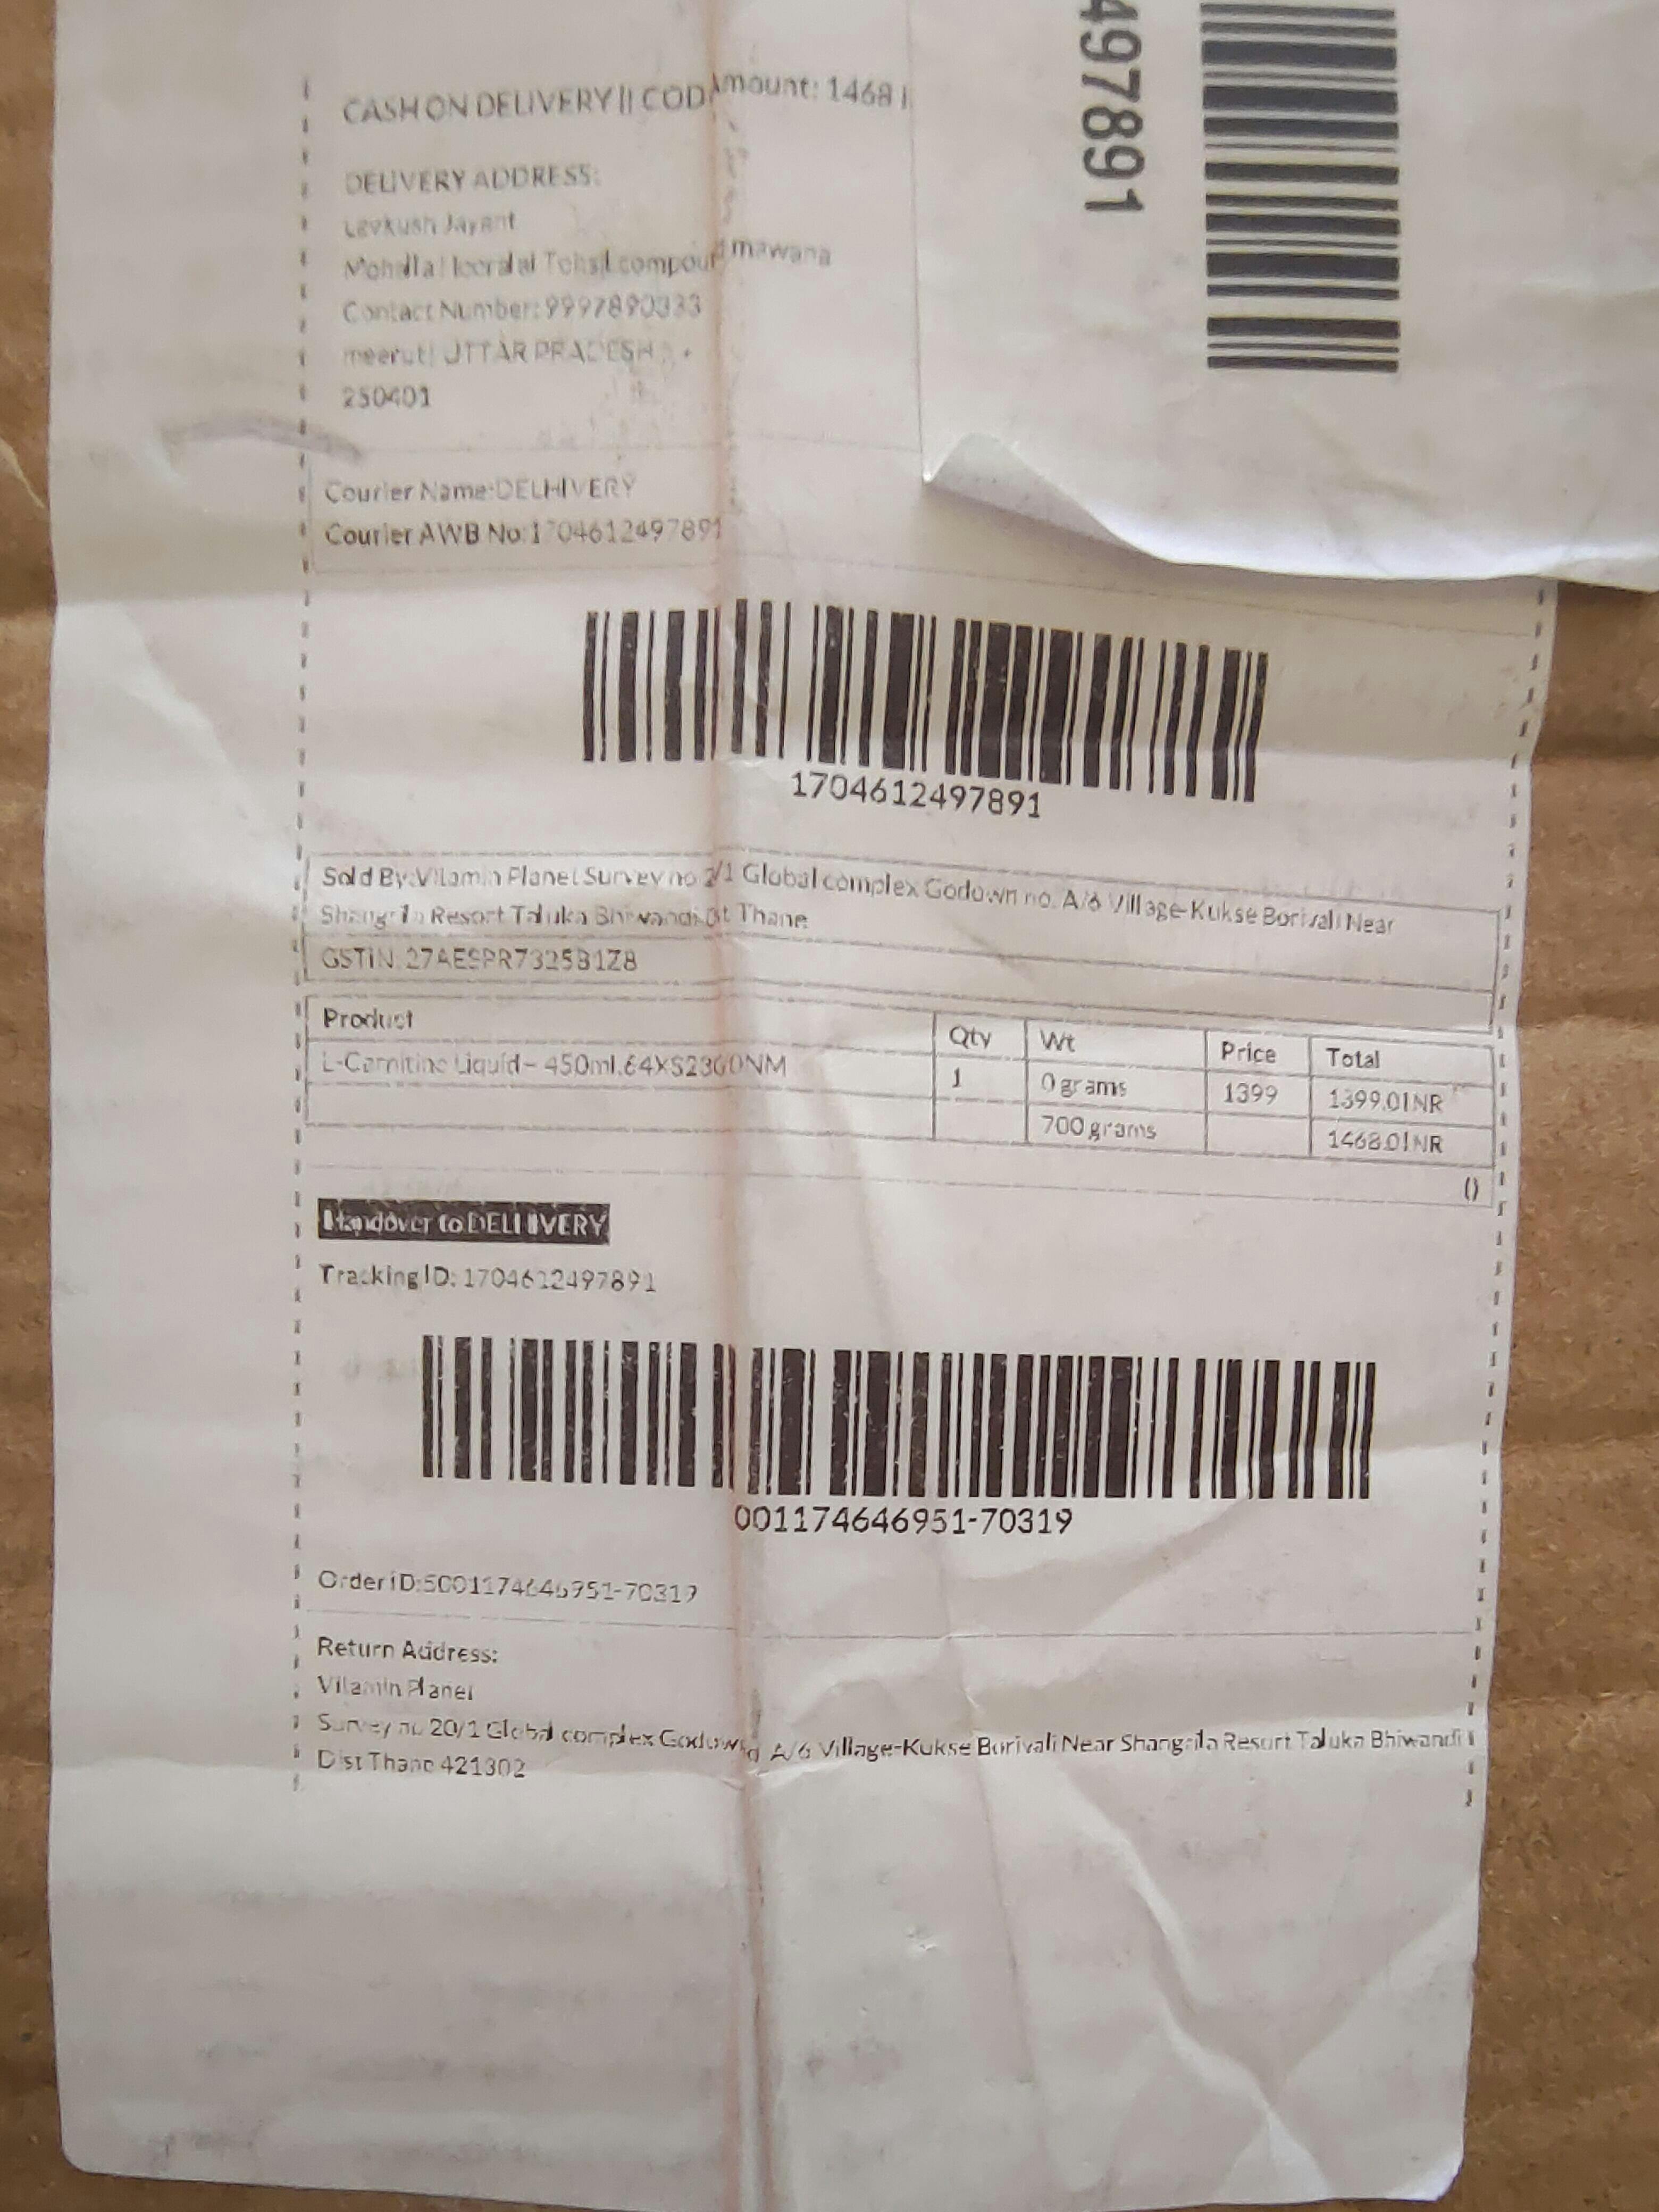 497891
CASH ON DELIVERY || COD Amount: 1468
DELIVERY ADDRESS:
Lavkush Jayant
Mohalla Heeralal Tehsil compound mawana
Contact Number: 9997890333
meerut UTTAR PRADESH
250401
Courier Name:DELHIVERY
Courier AWB No:1704612497891
1704612497891
Sold By:Vitamin Planet Survey no /1 Global complex Godown no. A/6 Village-Kukse Borivali Near
Shangrila Resort Taluka Bhiwandi Dist Thane
GSTIN: 27AESPR7325B1Z8
Product Qty Wt Price Total
L-Carnitine Liquid – 450ml. 1 0 grams 1399 1399.0INR
700 grams 1468.0INR
()
Handover to DELHIVERY
Tracking ID: 1704612497891
001174646951-70319
Order ID:5001174646951-70319
Return Address:
Vitamin Planet
Survey no 20/1 Global complex Godown A/6 Village-Kukse Borivali Near Shangrila Resort Taluka Bhiwandi
Dist Thane 421302